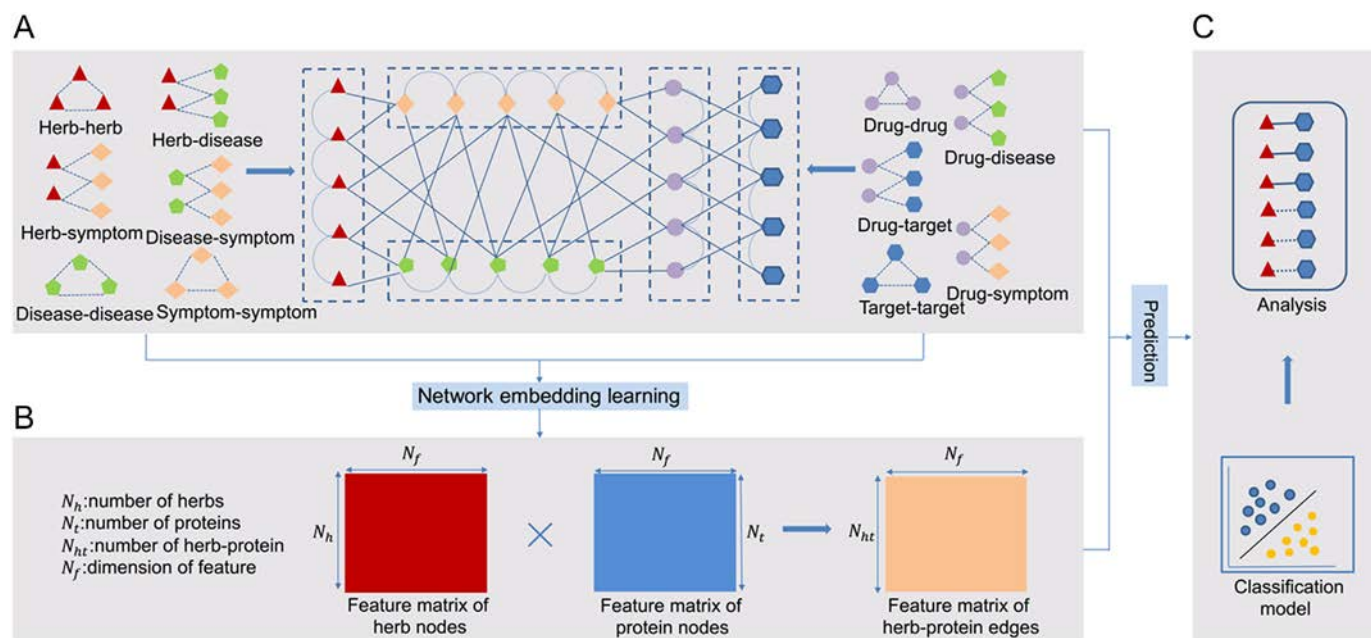 A
Herb-herb
Herb-disease
Herb-symptom
Disease-symptom
Disease-disease
Symptom-symptom
Drug-drug
Drug-disease
Drug-target
Drug-symptom
Target-target
Network embedding learning
Prediction
B
N_h:number of herbs
N_t:number of proteins
N_ht:number of herb-protein
N_f:dimension of feature
N_f
N_h
Feature matrix of
herb nodes
N_f
N_t
Feature matrix of
protein nodes
N_f
N_ht
Feature matrix of
herb-protein edges
C
Analysis
Classification
model